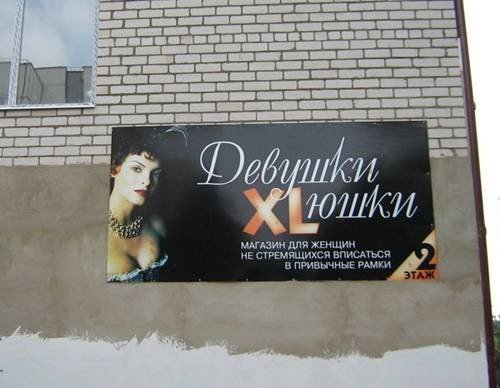 Девушки
XLюшки
МАГАЗИН ДЛЯ ЖЕНЩИН
НЕ СТРЕМЯЩИХСЯ ВПИСАТЬСЯ
В ПРИВЫЧНЫЕ РАМКИ
2
ЭТАЖ